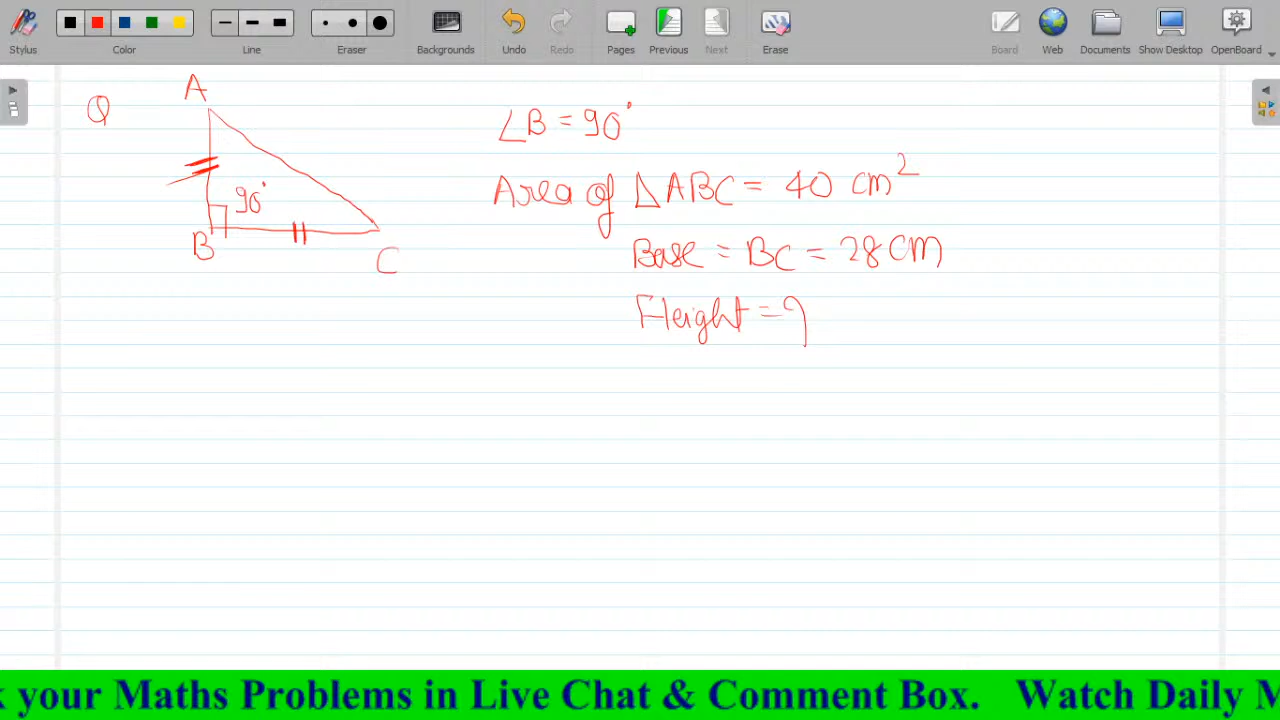 Stylus
Color
Line
Eraser
Backgrounds
Undo
Redo
Pages
Previous
Next
Erase
Board
Web
Documents
Show Desktop
OpenBoard
Q
A
90°
B
C
∠B = 90°
Area of △ABC = 40 cm²
Base = BC = 28 CM
Height = ?
k your Maths Problems in Live Chat & Comment Box. Watch Daily M